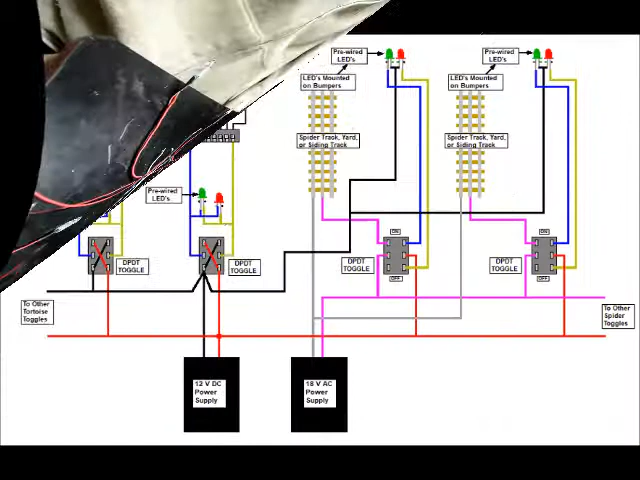 Pre-wired
LED's
Pre-wired
LED's
LED's Mounted
on Bumpers
LED's Mounted
on Bumpers
Spider Track, Yard,
or Siding Track
Spider Track, Yard,
or Siding Track
Pre-wired
LED's
ON
ON
DPDT
TOGGLE
DPDT
TOGGLE
DPDT
TOGGLE
DPDT
TOGGLE
OFF
OFF
To Other
Tortoise
Toggles
To Other
Spider
Toggles
12 V DC
Power
Supply
18 V AC
Power
Supply